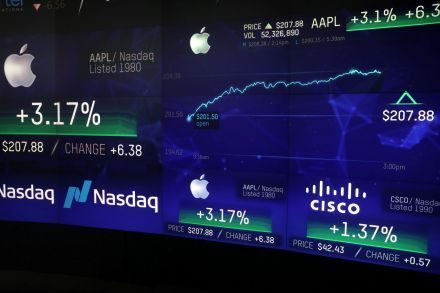 AAPL/ Nasdaq
Listed 1980
+3.17%
$207.88 / CHANGE +6.38
PRICE ▲ $207.88
VOL 52,326,890
AAPL
+3.1%
$201.50
open
194.62
3:00pm
$207.88
Nasdaq
Nasdaq
AAPL/ Nasdaq
Listed 1980
+3.17%
PRICE $207.88 / CHANGE +6.38
CISCO
CSCO/ Nasdaq
Listed 1990
+1.37%
PRICE $42.43 / CHANGE +0.57